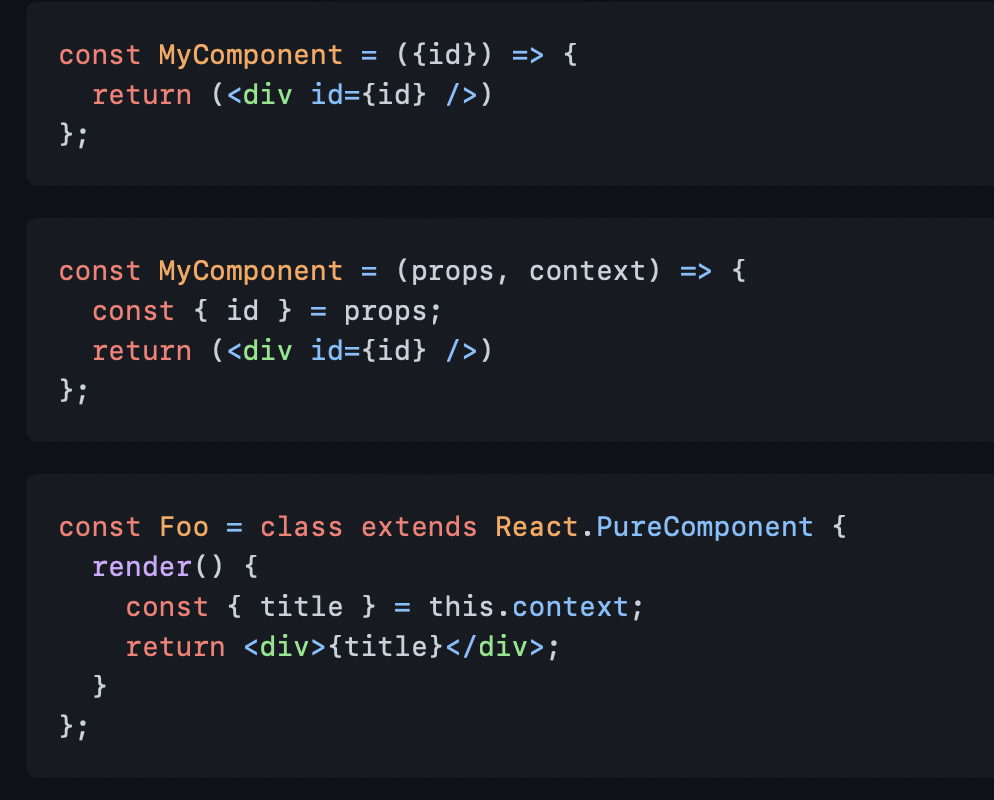 const MyComponent = ({id}) => {
  return (<div id={id} />)
};
const MyComponent = (props, context) => {
  const { id } = props;
  return (<div id={id} />)
};
const Foo = class extends React.PureComponent {
  render() {
    const { title } = this.context;
    return <div>{title}</div>;
  }
};